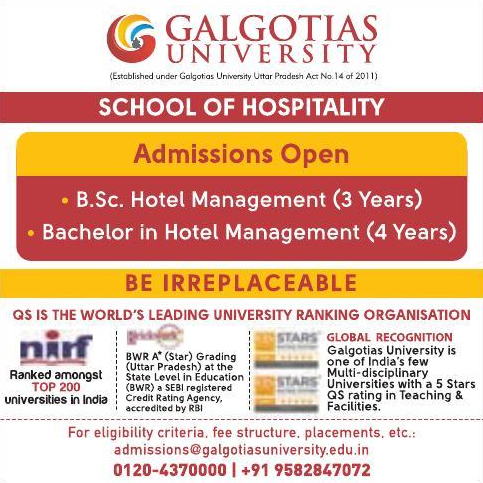 GALGOTIAS
UNIVERSITY
(Established under Galgotias University Uttar Pradesh Act No.14 of 2011)
SCHOOL OF HOSPITALITY
Admissions Open
• B.Sc. Hotel Management (3 Years)
• Bachelor in Hotel Management (4 Years)
BE IRREPLACEABLE
QS IS THE WORLD'S LEADING UNIVERSITY RANKING ORGANISATION
nirf
Ranked amongst
TOP 200
universities in India
BWR A* (Star) Grading
(Uttar Pradesh) at the
State Level in Education
(BWR) a SEBI registered
Credit Rating Agency,
accredited by RBI
STARS
STARS
GLOBAL RECOGNITION
Galgotias University is
one of India's few
Multi-disciplinary
Universities with a 5 Stars
QS rating in Teaching &
Facilities.
For eligibility criteria, fee structure, placements, etc.:
admissions@galgotiasuniversity.edu.in
0120-4370000 | +91 9582847072